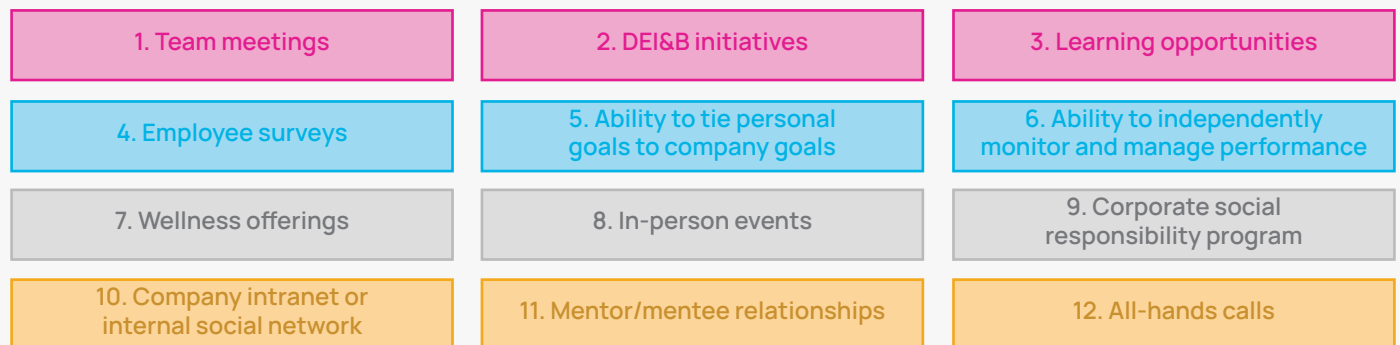 1. Team meetings
2. DEI&B initiatives
3. Learning opportunities
4. Employee surveys
5. Ability to tie personal
goals to company goals
6. Ability to independently
monitor and manage performance
7. Wellness offerings
8. In-person events
9. Corporate social
responsibility program
10. Company intranet or
internal social network
11. Mentor/mentee relationships
12. All-hands calls